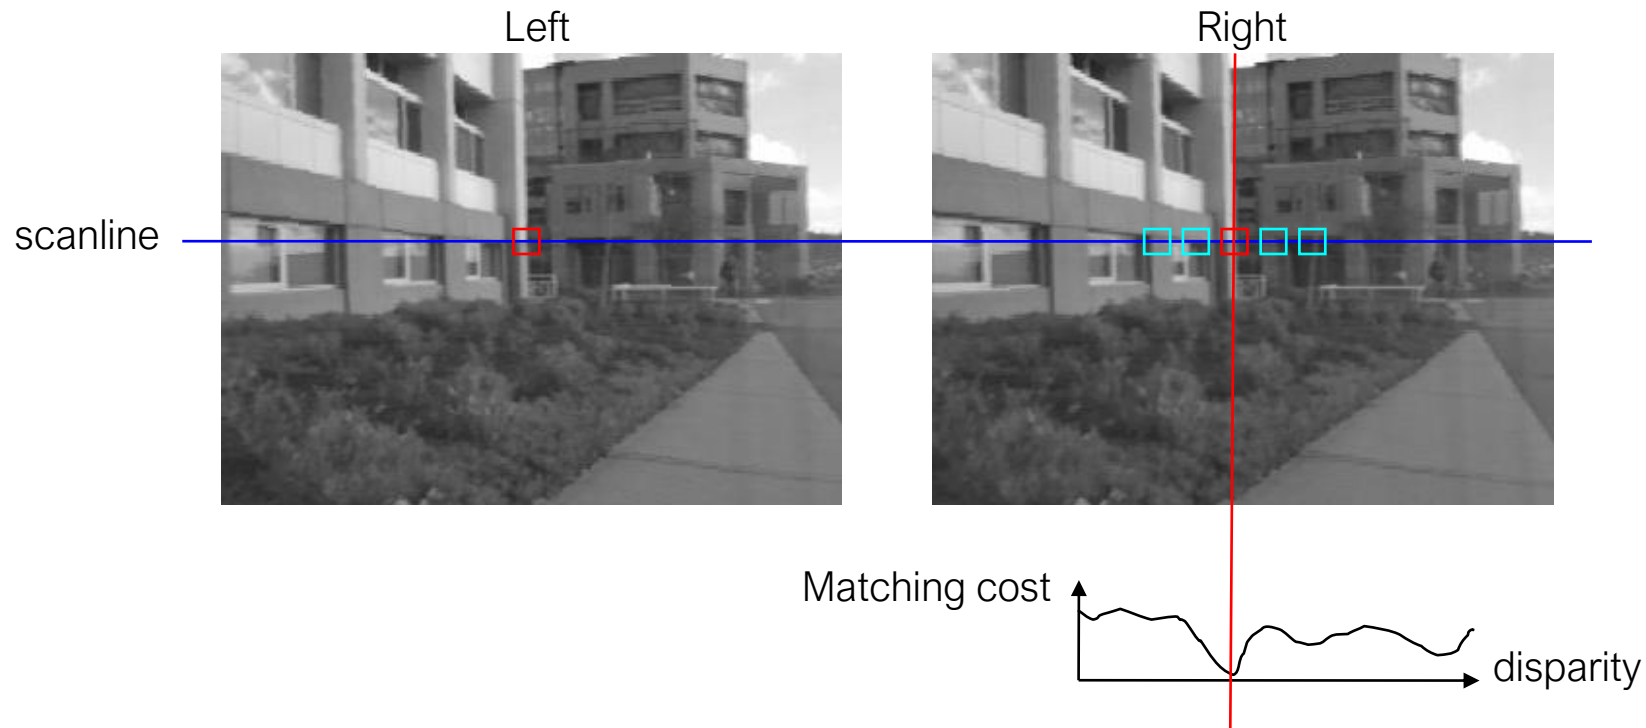 Left
Right
scanline
Matching cost
disparity